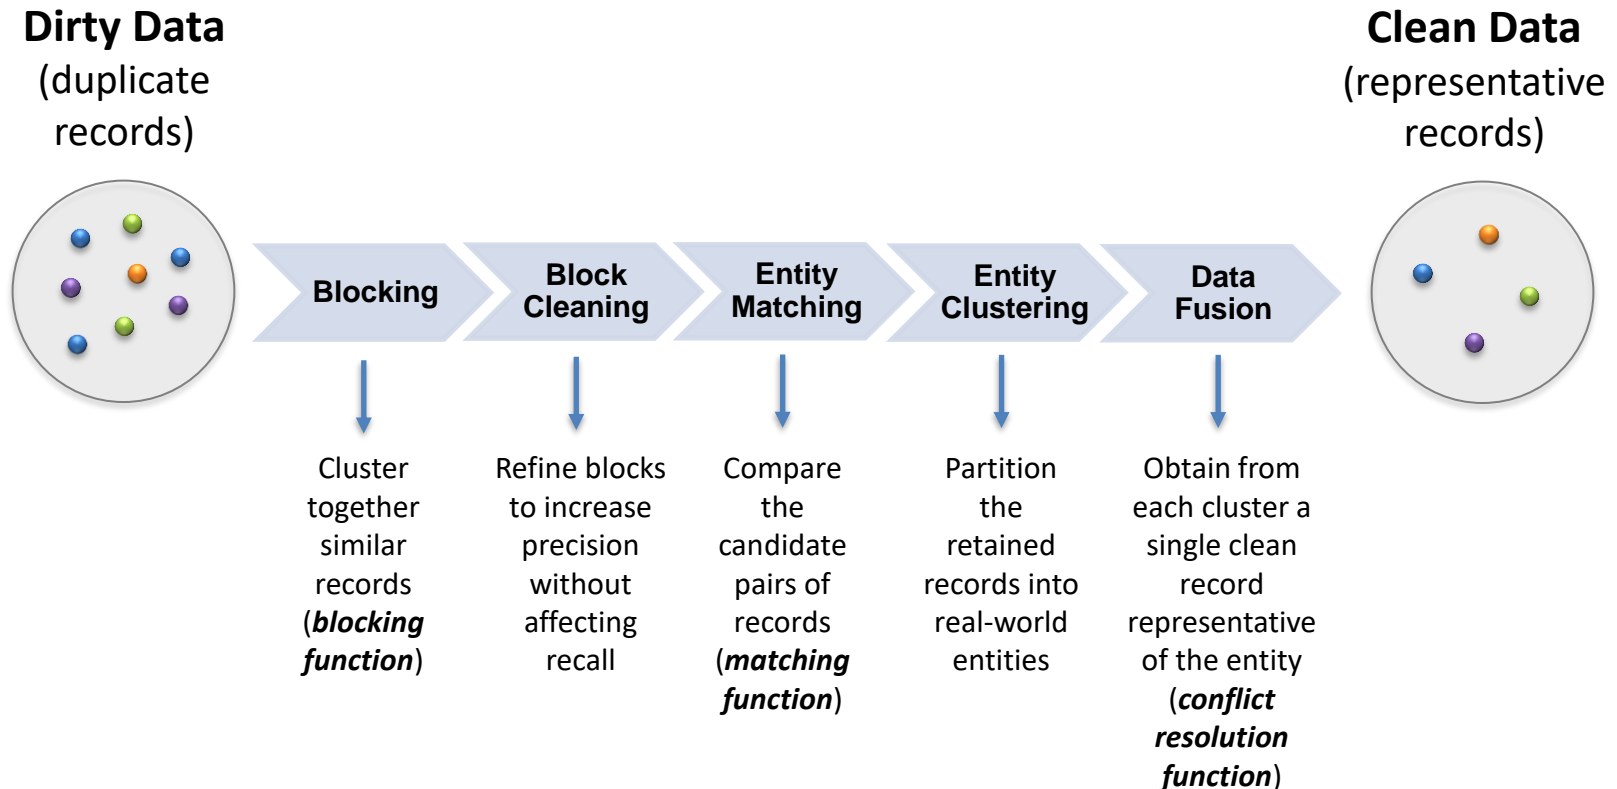 Dirty Data
(duplicate
records)
Clean Data
(representative
records)
Blocking
Block
Cleaning
Entity
Matching
Entity
Clustering
Data
Fusion
Cluster
together
similar
records
(blocking
function)
Refine blocks
to increase
precision
without
affecting
recall
Compare
the
candidate
pairs of
records
(matching
function)
Partition
the
retained
records into
real-world
entities
Obtain from
each cluster a
single clean
record
representative
of the entity
(conflict
resolution
function)